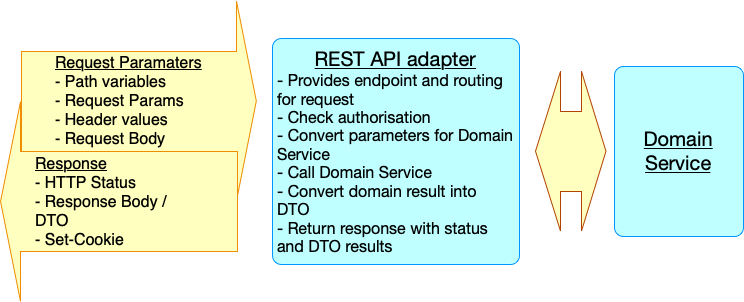 Request Paramaters
- Path variables
- Request Params
- Header values
- Request Body
Response
- HTTP Status
- Response Body /
DTO
- Set-Cookie
REST API adapter
- Provides endpoint and routing
for request
- Check authorisation
- Convert parameters for Domain
Service
- Call Domain Service
- Convert domain result into
DTO
- Return response with status
and DTO results
Domain
Service